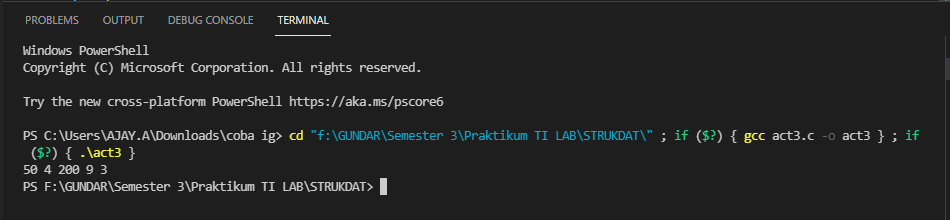 PROBLEMS OUTPUT DEBUG CONSOLE TERMINAL
Windows PowerShell
Copyright (C) Microsoft Corporation. All rights reserved.
Try the new cross-platform PowerShell https://aka.ms/pscore6
PS C:\Users\AJAY.A\Downloads\coba ig> cd "f:\GUNDAR\Semester 3\Praktikum TI LAB\STRUKDAT\" ; if ($?) { gcc act3.c -o act3 } ; if
($?) { .\act3 }
50 4 200 9 3
PS F:\GUNDAR\Semester 3\Praktikum TI LAB\STRUKDAT>